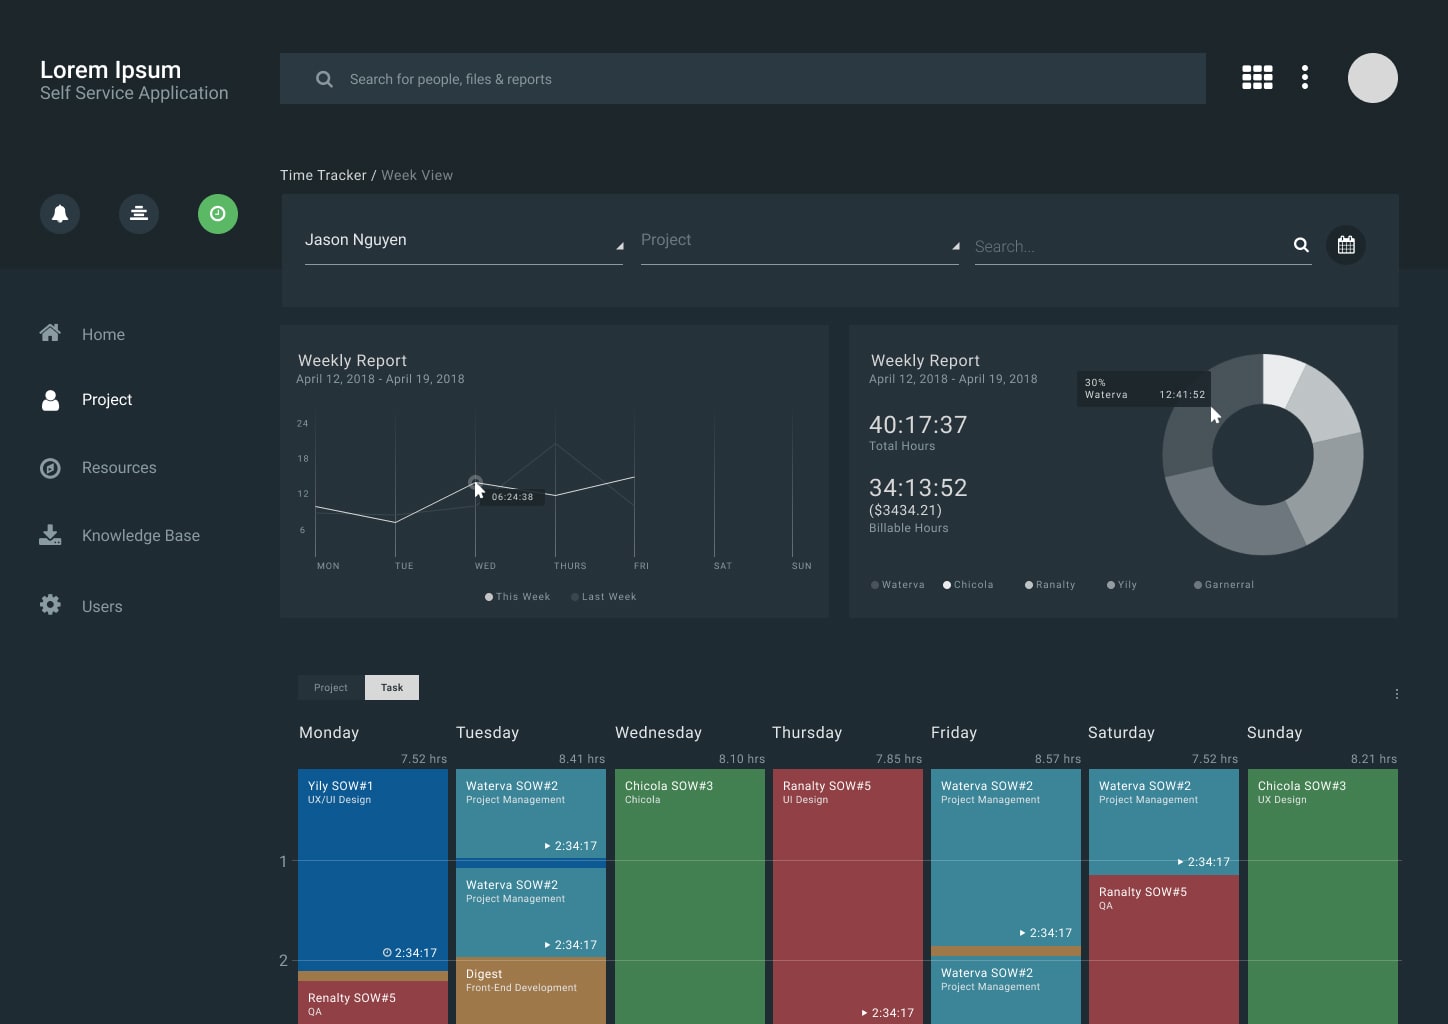 Lorem Ipsum
Self Service Application
Search for people, files & reports
Time Tracker / Week View
Jason Nguyen
Project
Search...
Home
Project
Resources
Knowledge Base
Users
Weekly Report
April 12, 2018 - April 19, 2018
24
18
12
6
06:24:38
MON TUE WED THURS FRI SAT SUN
This Week Last Week
Weekly Report
April 12, 2018 - April 19, 2018
40:17:37
Total Hours
34:13:52
($3434.21)
Billable Hours
30%
Waterva 12:41:52
Waterva Chicola Ranalty Yily Garnerral
Project Task
Monday Tuesday Wednesday Thursday Friday Saturday Sunday
7.52 hrs 8.41 hrs 8.10 hrs 7.85 hrs 8.57 hrs 7.52 hrs 8.21 hrs
1
2
Yily SOW#1
UX/UI Design
2:34:17
Renalty SOW#5
QA
Waterva SOW#2
Project Management
2:34:17
Waterva SOW#2
Project Management
2:34:17
Digest
Front-End Development
Chicola SOW#3
Chicola
Ranalty SOW#5
UI Design
2:34:17
Waterva SOW#2
Project Management
2:34:17
Waterva SOW#2
Project Management
Waterva SOW#2
Project Management
2:34:17
Ranalty SOW#5
QA
Chicola SOW#3
UX Design